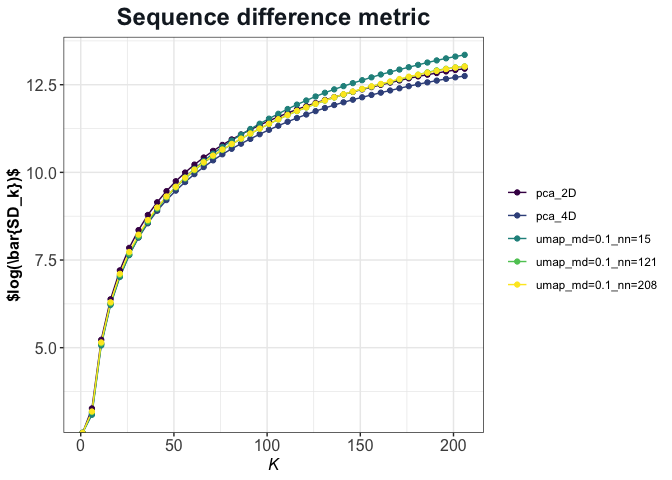 Sequence difference metric
$log(\bar{SD_k})$
12.5
10.0
7.5
5.0
0
50
100
150
200
K
pca_2D
pca_4D
umap_md=0.1_nn=15
umap_md=0.1_nn=121
umap_md=0.1_nn=208